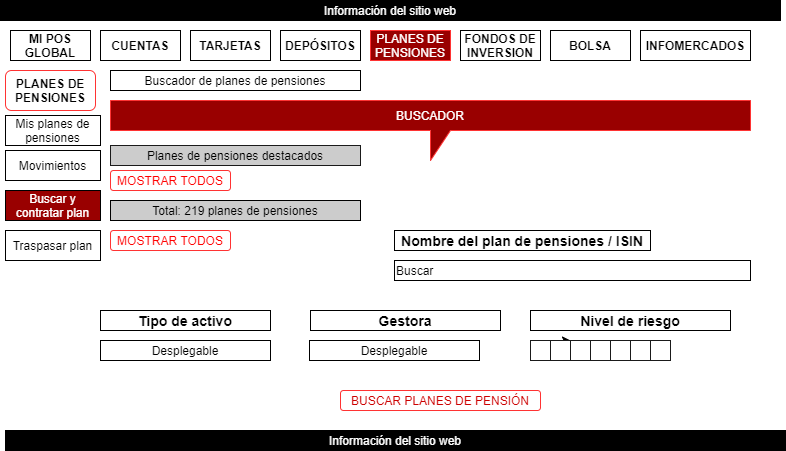 Información del sitio web
MI POS
GLOBAL
CUENTAS
TARJETAS
DEPÓSITOS
PLANES DE
PENSIONES
FONDOS DE
INVERSION
BOLSA
INFOMERCADOS
PLANES DE
PENSIONES
Mis planes de
pensiones
Movimientos
Buscar y
contratar plan
Traspasar plan
Buscador de planes de pensiones
BUSCADOR
Planes de pensiones destacados
MOSTRAR TODOS
Total: 219 planes de pensiones
MOSTRAR TODOS
Nombre del plan de pensiones / ISIN
Buscar
Tipo de activo
Gestora
Nivel de riesgo
Desplegable
Desplegable
BUSCAR PLANES DE PENSIÓN
Información del sitio web